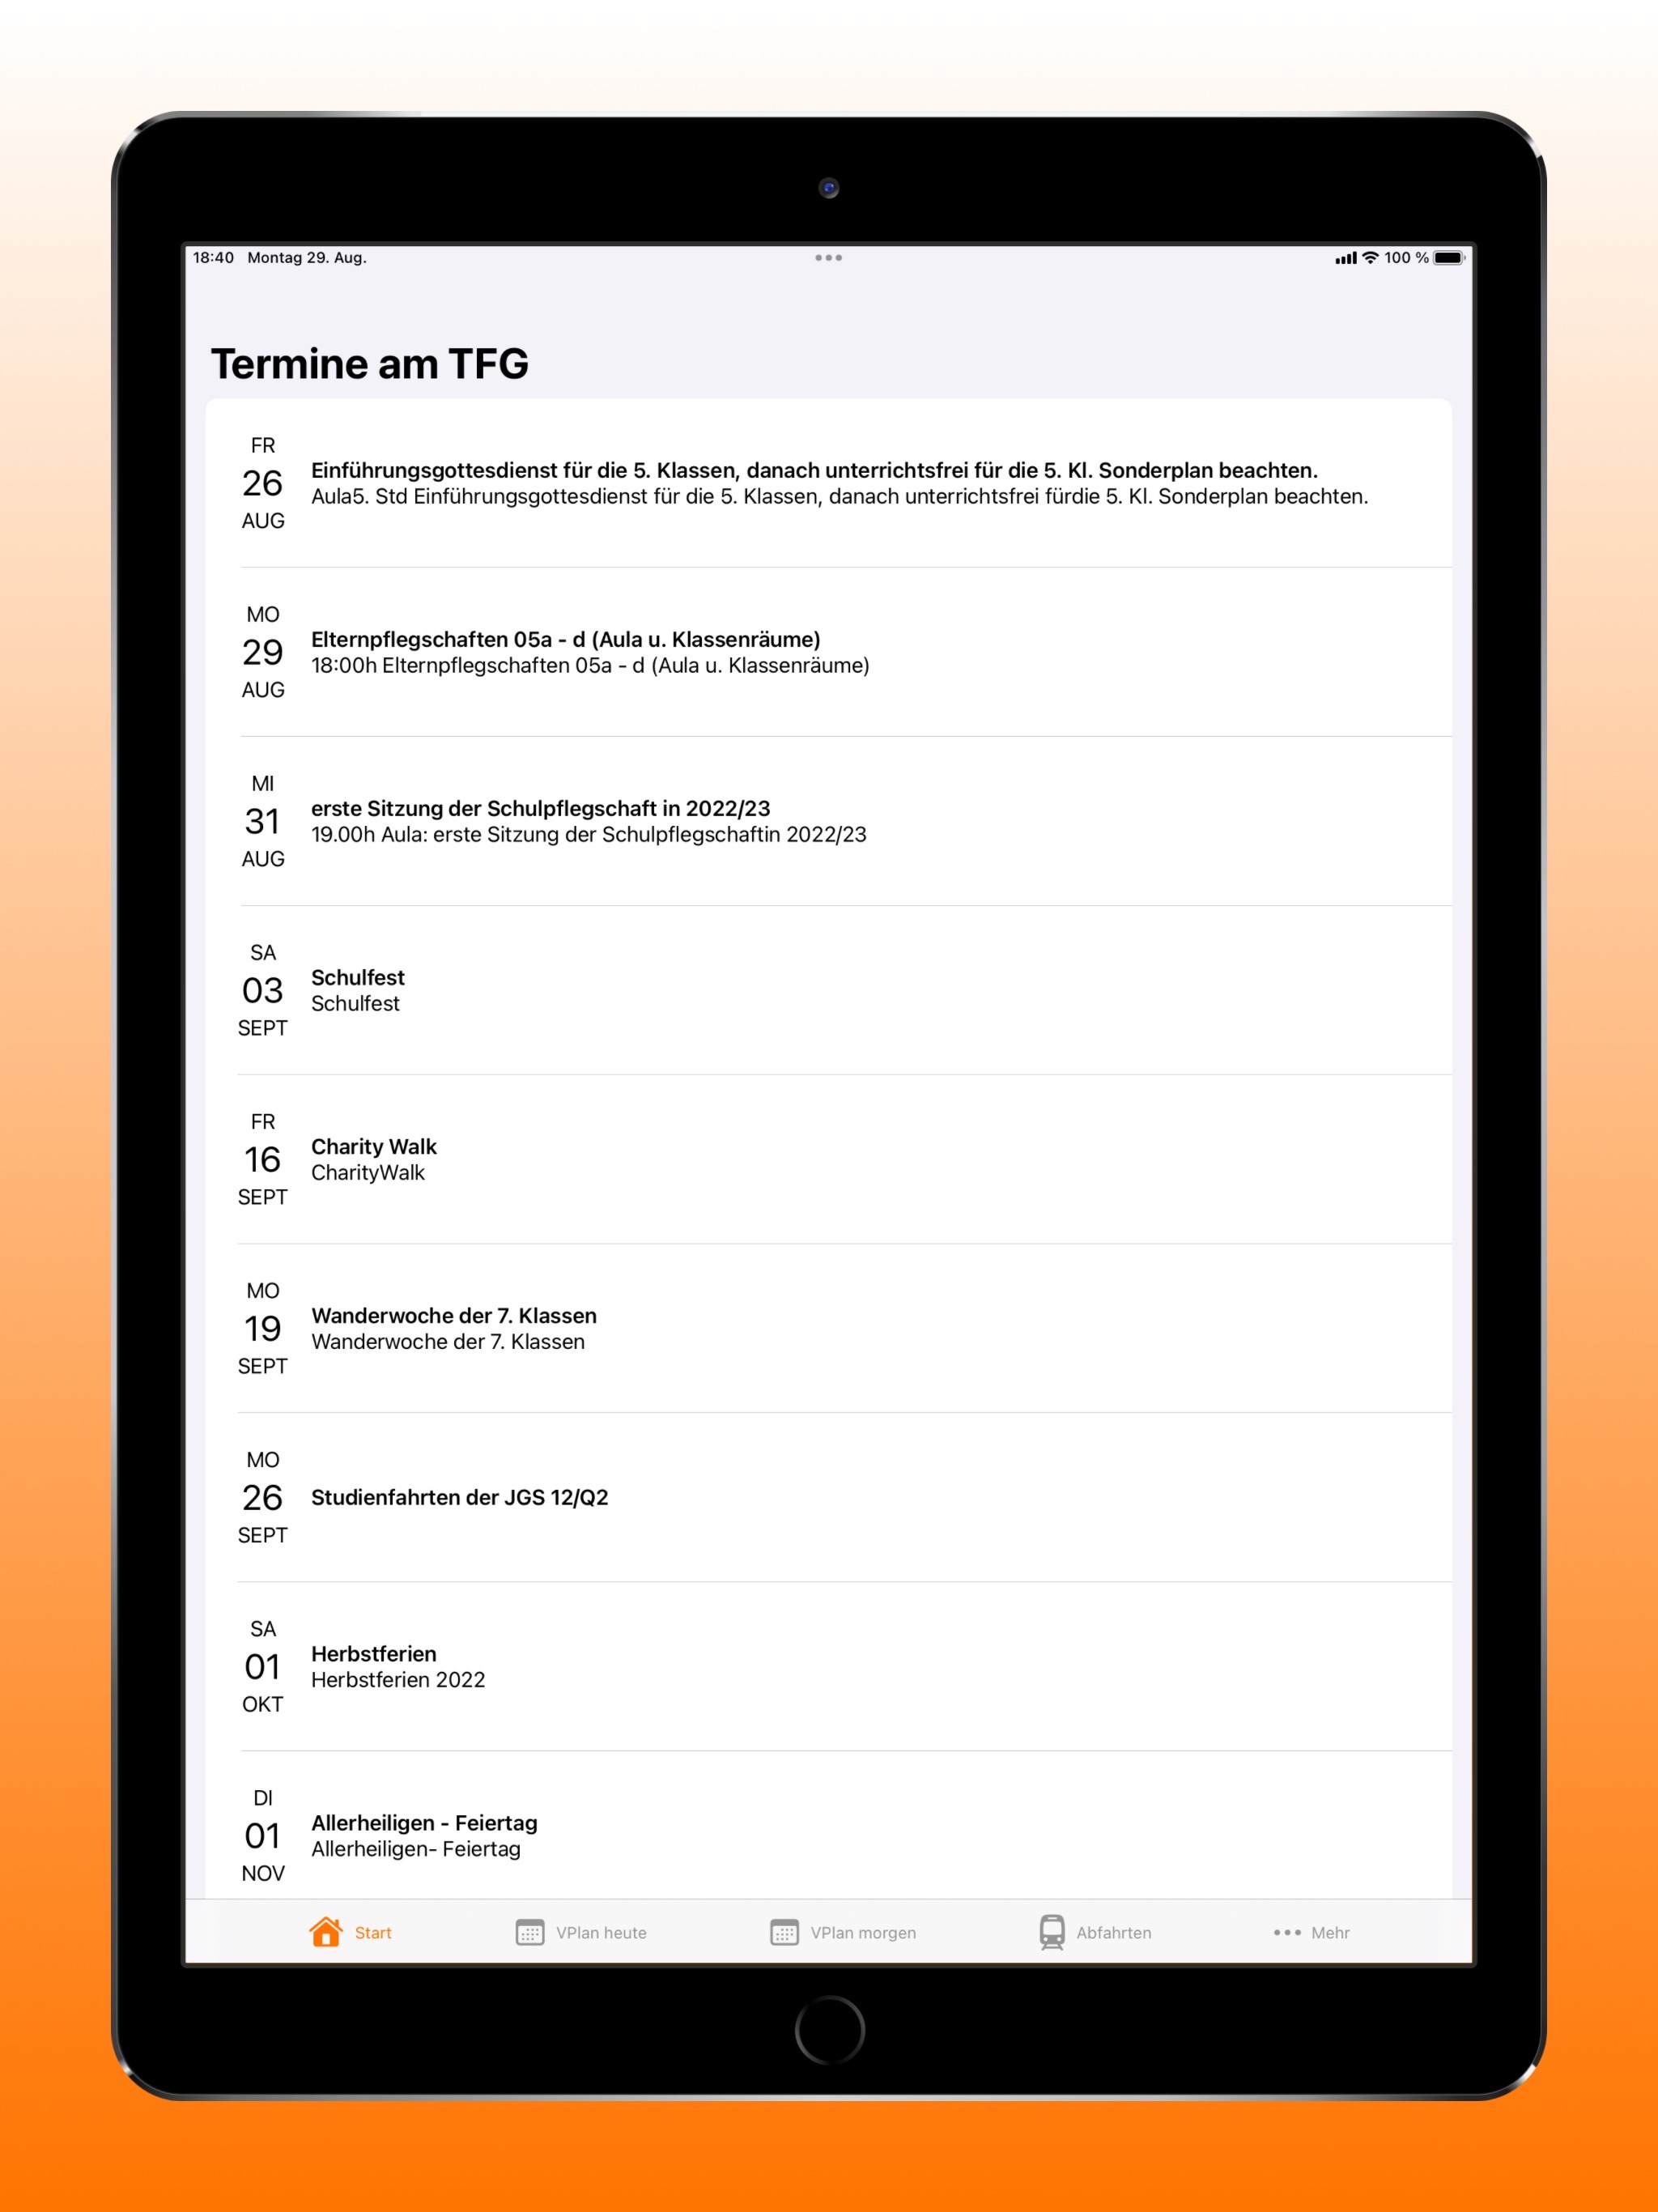 18:40 Montag 29. Aug.
100 %
Termine am TFG
FR
26
AUG
Einführungsgottesdienst für die 5. Klassen, danach unterrichtsfrei für die 5. Kl. Sonderplan beachten.
Aula5. Std Einführungsgottesdienst für die 5. Klassen, danach unterrichtsfrei fürdie 5. Kl. Sonderplan beachten.
MO
29
AUG
Elternpflegschaften 05a - d (Aula u. Klassenräume)
18:00h Elternpflegschaften 05a - d (Aula u. Klassenräume)
MI
31
AUG
erste Sitzung der Schulpflegschaft in 2022/23
19.00h Aula: erste Sitzung der Schulpflegschaftin 2022/23
SA
03
SEPT
Schulfest
Schulfest
FR
16
SEPT
Charity Walk
CharityWalk
MO
19
SEPT
Wanderwoche der 7. Klassen
Wanderwoche der 7. Klassen
MO
26
SEPT
Studienfahrten der JGS 12/Q2
SA
01
OKT
Herbstferien
Herbstferien 2022
DI
01
NOV
Allerheiligen - Feiertag
Allerheiligen- Feiertag
Start
VPlan heute
VPlan morgen
Abfahrten
Mehr